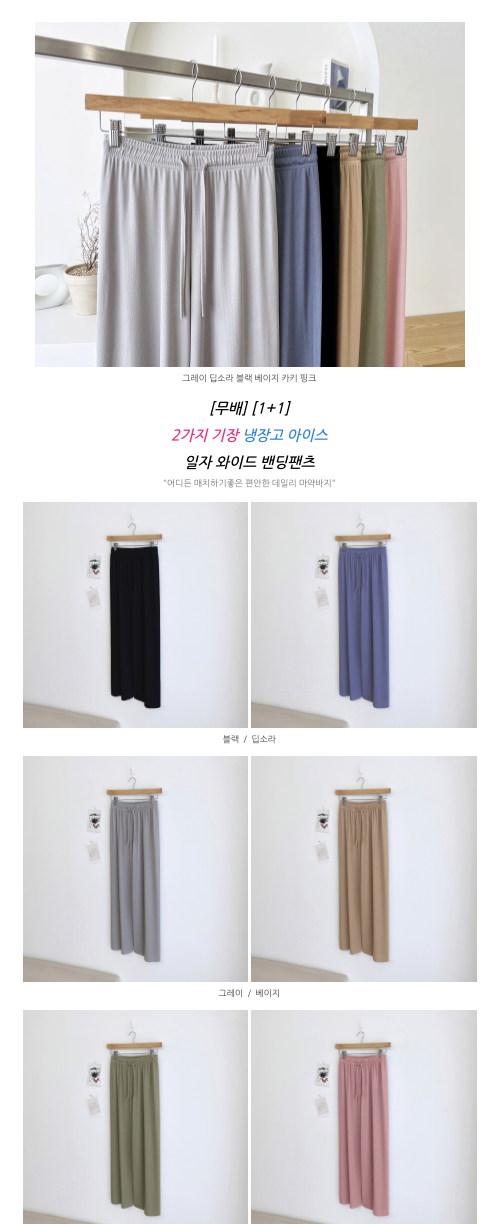 그레이 딥소라 블랙 베이지 카키 핑크
[무배] [1+1]
2가지 기장 냉장고 아이스
일자 와이드 밴딩팬츠
"어디든 매치하기좋은 편안한 데일리 마약바지"
블랙 / 딥소라
그레이 / 베이지